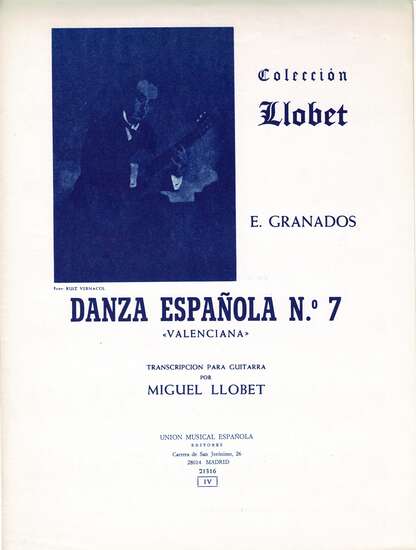 Colección
Llobet
E. GRANADOS
Foto: RUIZ VERNACCI
DANZA ESPAÑOLA N.º 7
«VALENCIANA»
TRANSCRIPCION PARA GUITARRA
POR
MIGUEL LLOBET
UNION MUSICAL ESPAÑOLA
EDITORES
Carrera de San Jerónimo, 26
28014 MADRID
21516
IV